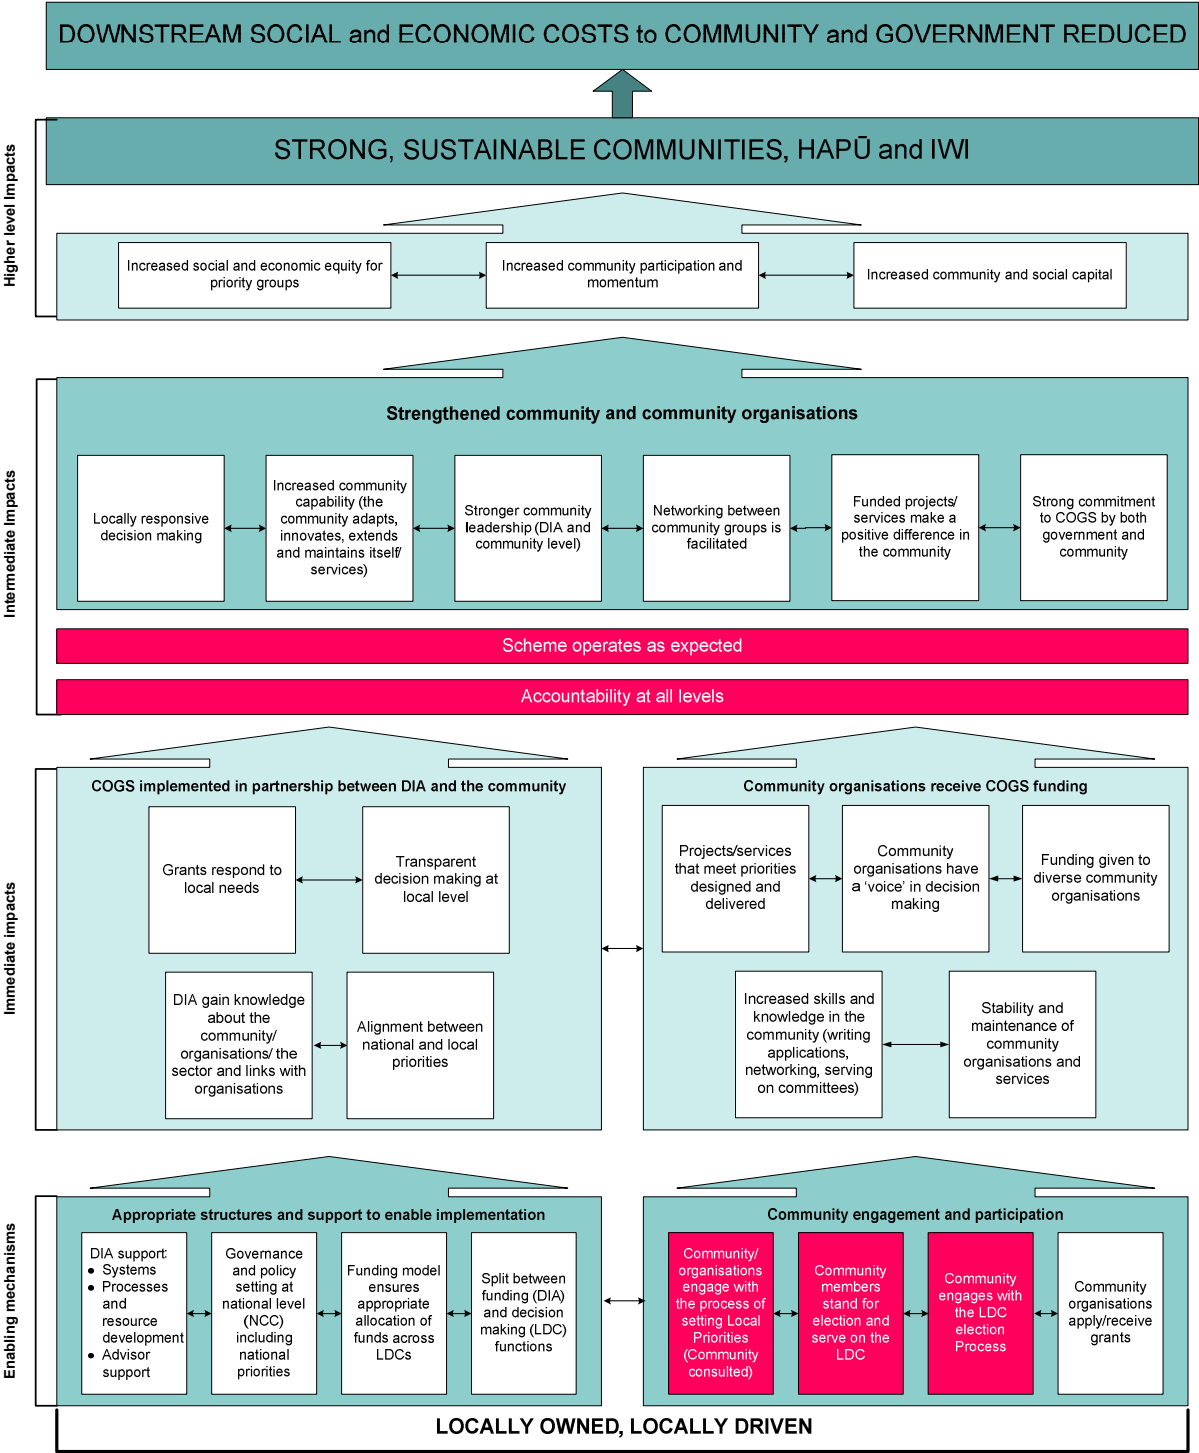 DOWNSTREAM SOCIAL and ECONOMIC COSTS to COMMUNITY and GOVERNMENT REDUCED
Higher level Impacts
STRONG, SUSTAINABLE COMMUNITIES, HAPŪ and IWI
Increased social and economic equity for
priority groups
Increased community participation and
momentum
Increased community and social capital
Intermediate Impacts
Strengthened community and community organisations
Locally responsive
decision making
Increased community
capability (the
community adapts,
innovates, extends
and maintains itself/
services)
Stronger community
leadership (DIA and
community level)
Networking between
community groups is
facilitated
Funded projects/
services make a
positive difference in
the community
Strong commitment
to COGS by both
government and
community
Scheme operates as expected
Accountability at all levels
Immediate impacts
COGS implemented in partnership between DIA and the community
Grants respond to
local needs
Transparent
decision making at
local level
DIA gain knowledge
about the
community/
organisations/ the
sector and links with
organisations
Alignment between
national and local
priorities
Community organisations receive COGS funding
Projects/services
that meet priorities
designed and
delivered
Community
organisations have
a ‘voice’ in decision
making
Funding given to
diverse community
organisations
Increased skills and
knowledge in the
community (writing
applications,
networking, serving
on committees)
Stability and
maintenance of
community
organisations and
services
Enabling mechanisms
Appropriate structures and support to enable implementation
DIA support:
● Systems
● Processes
and
resource
development
● Advisor
support
Governance
and policy
setting at
national level
(NCC)
including
national
priorities
Funding model
ensures
appropriate
allocation of
funds across
LDCs
Split between
funding (DIA)
and decision
making (LDC)
functions
Community engagement and participation
Community/
organisations
engage with
the process of
setting Local
Priorities
(Community
consulted)
Community
members
stand for
election and
serve on the
LDC
Community
engages with
the LDC
election
Process
Community
organisations
apply/receive
grants
LOCALLY OWNED, LOCALLY DRIVEN